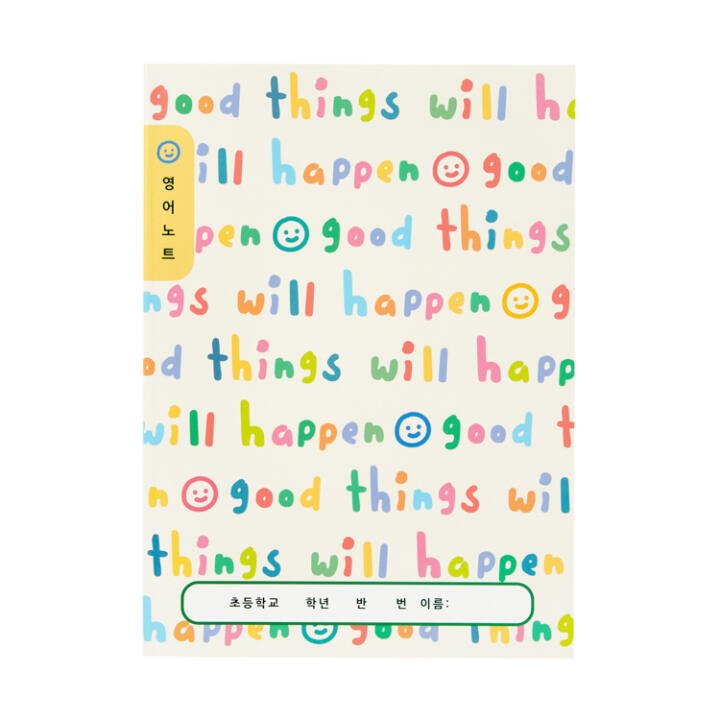 good things will ha
영어노트
ill happen good
pen good things
ngs will happen g
od things will happ
will happen good t
n good things wil
things will happen
초등학교 학년 반 번 이름:
happen good thing